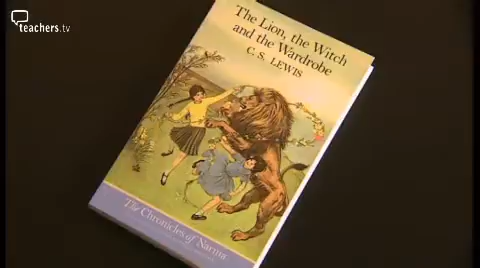 teachers.tv
The Lion, the Witch
and the Wardrobe
C. S. LEWIS
The Chronicles of Narnia